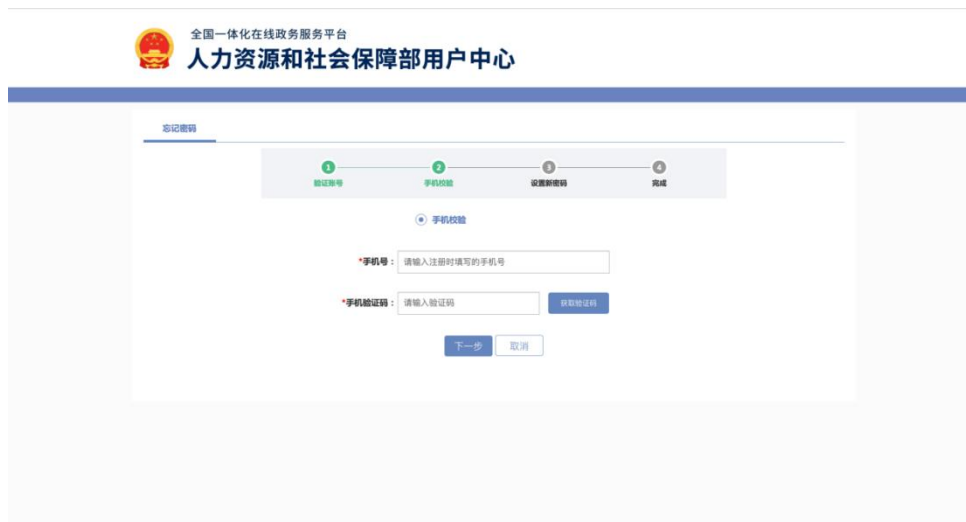 全国一体化在线政务服务平台
人力资源和社会保障部用户中心
忘记密码
1 2 3 4
验证账号 手机校验 设置新密码 完成
手机校验
*手机号： 请输入注册时填写的手机号
*手机验证码： 请输入验证码 获取验证码
下一步 取消